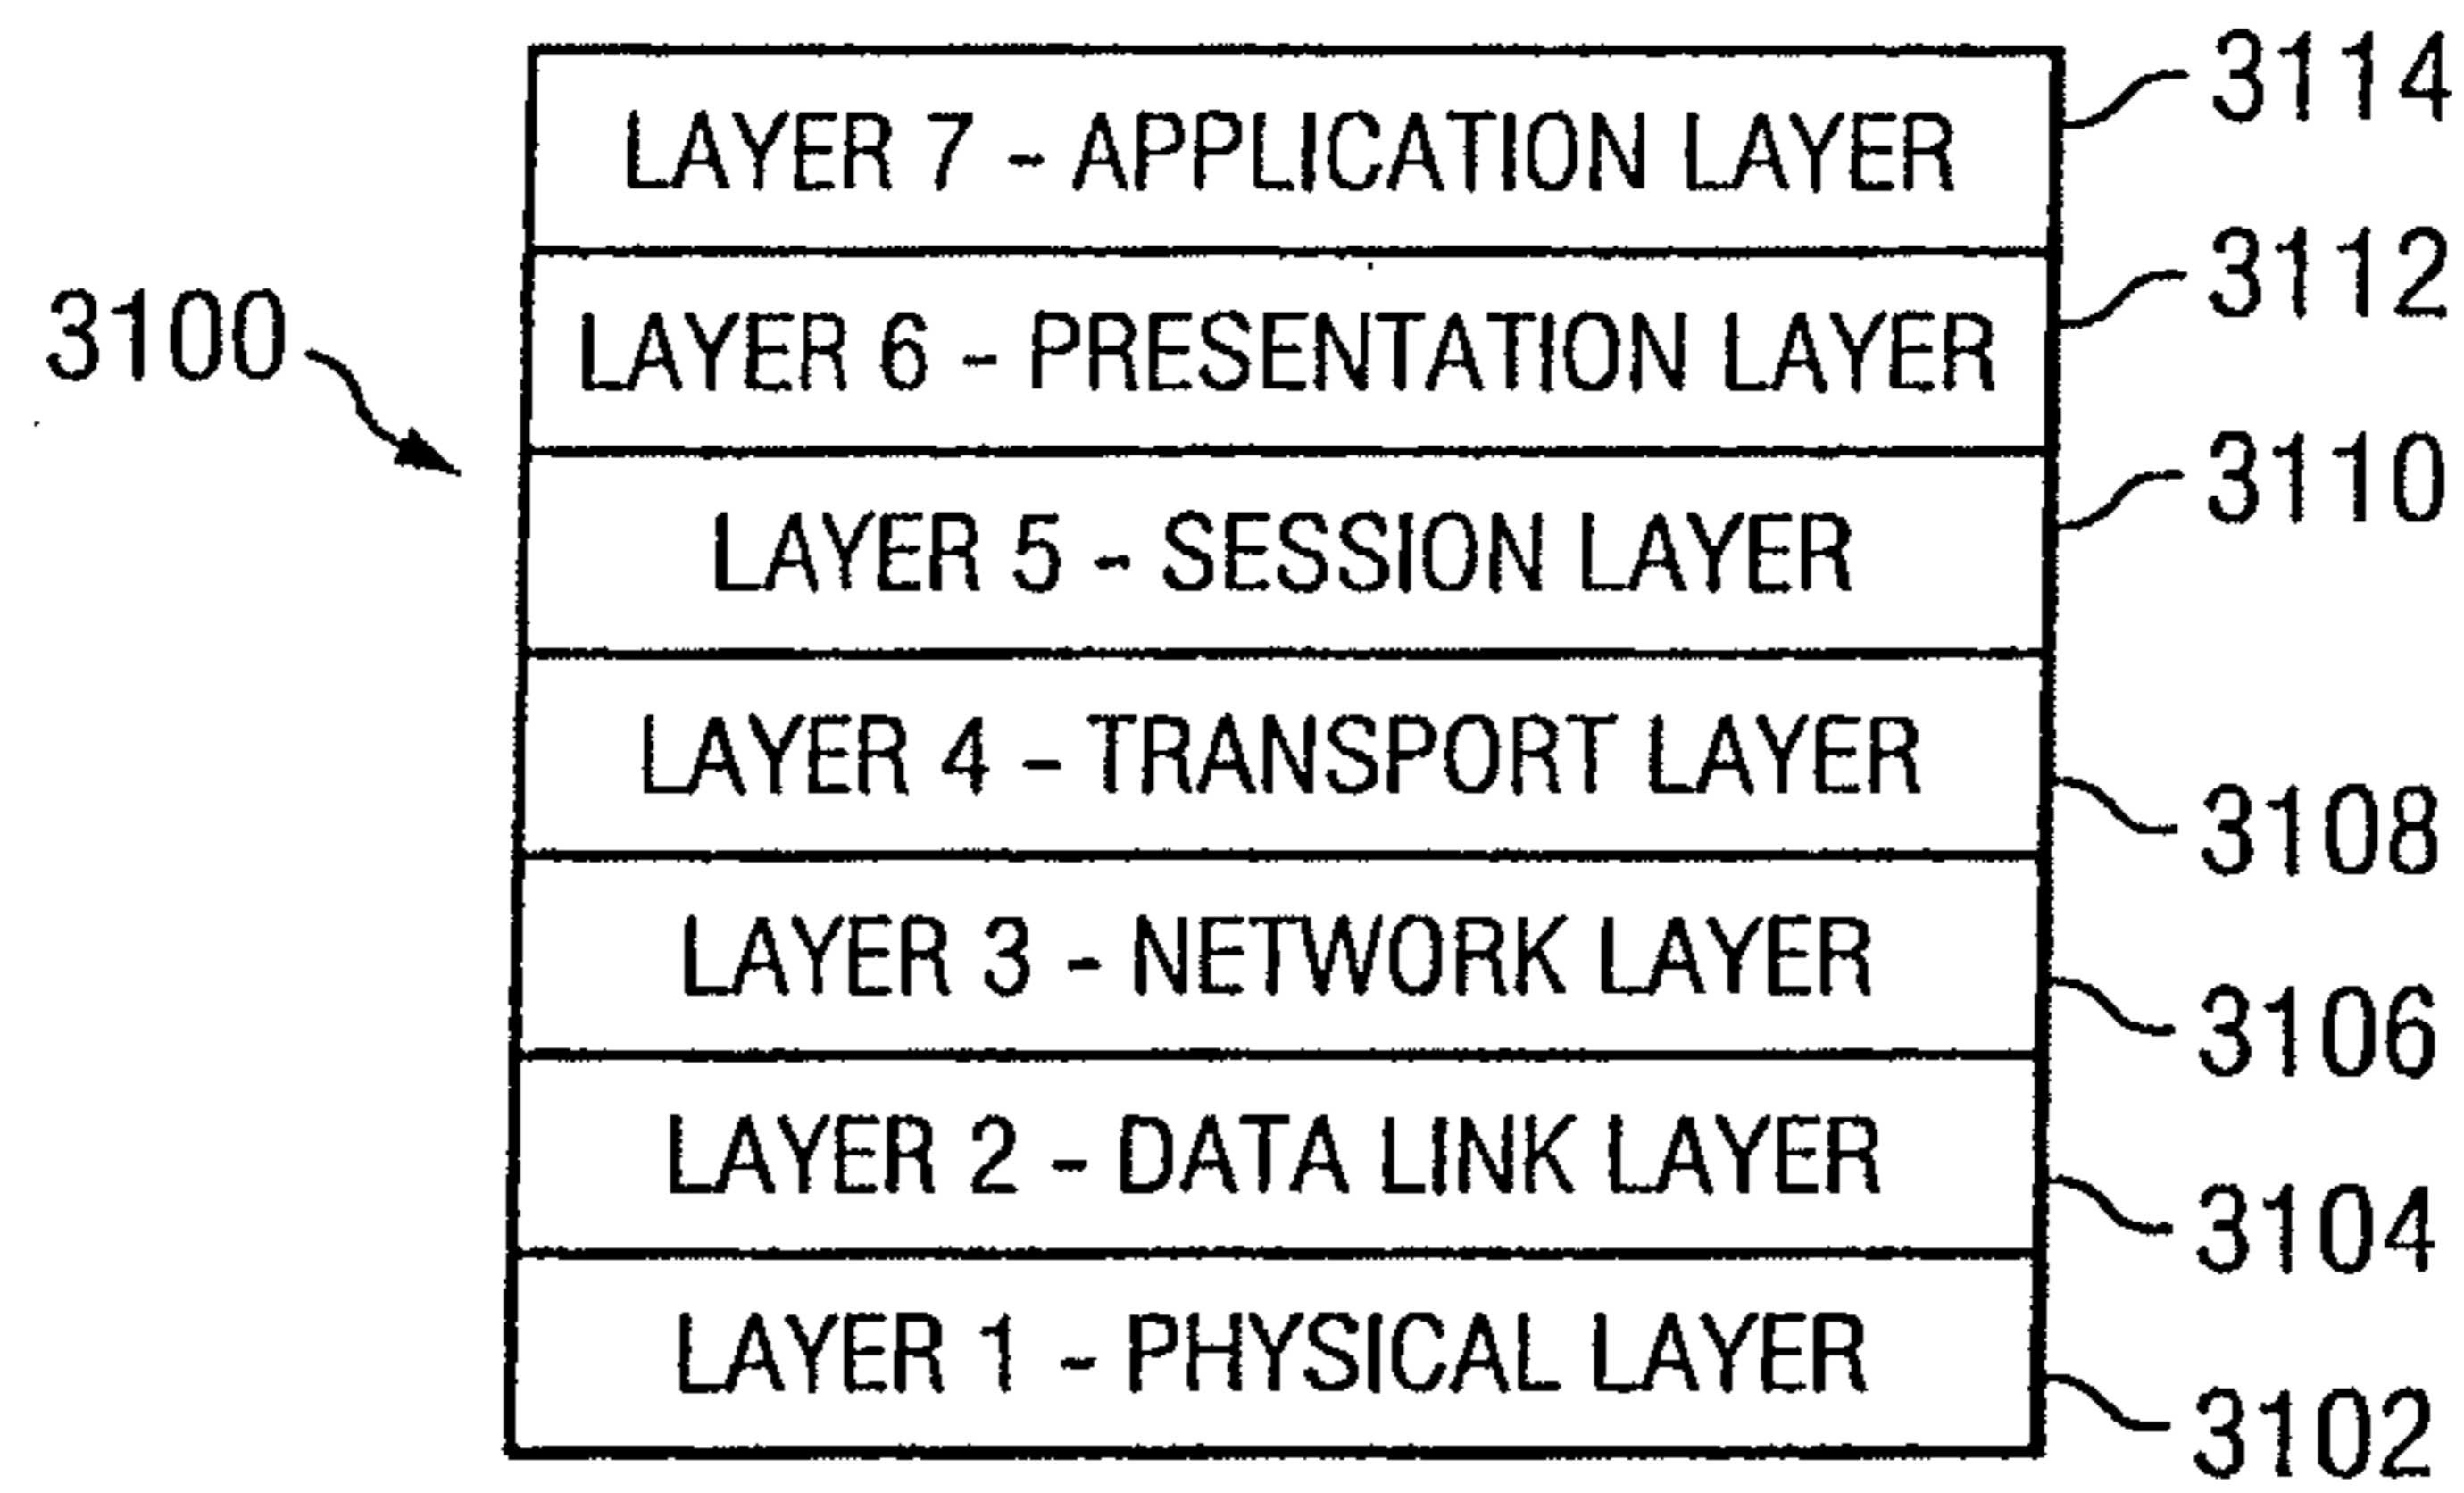 3114
LAYER 7 - APPLICATION LAYER
3112
3100
LAYER 6 - PRESENTATION LAYER
3110
LAYER 5 - SESSION LAYER
LAYER 4 - TRANSPORT LAYER
3108
LAYER 3 - NETWORK LAYER
3106
LAYER 2 - DATA LINK LAYER
3104
LAYER 1 - PHYSICAL LAYER
3102